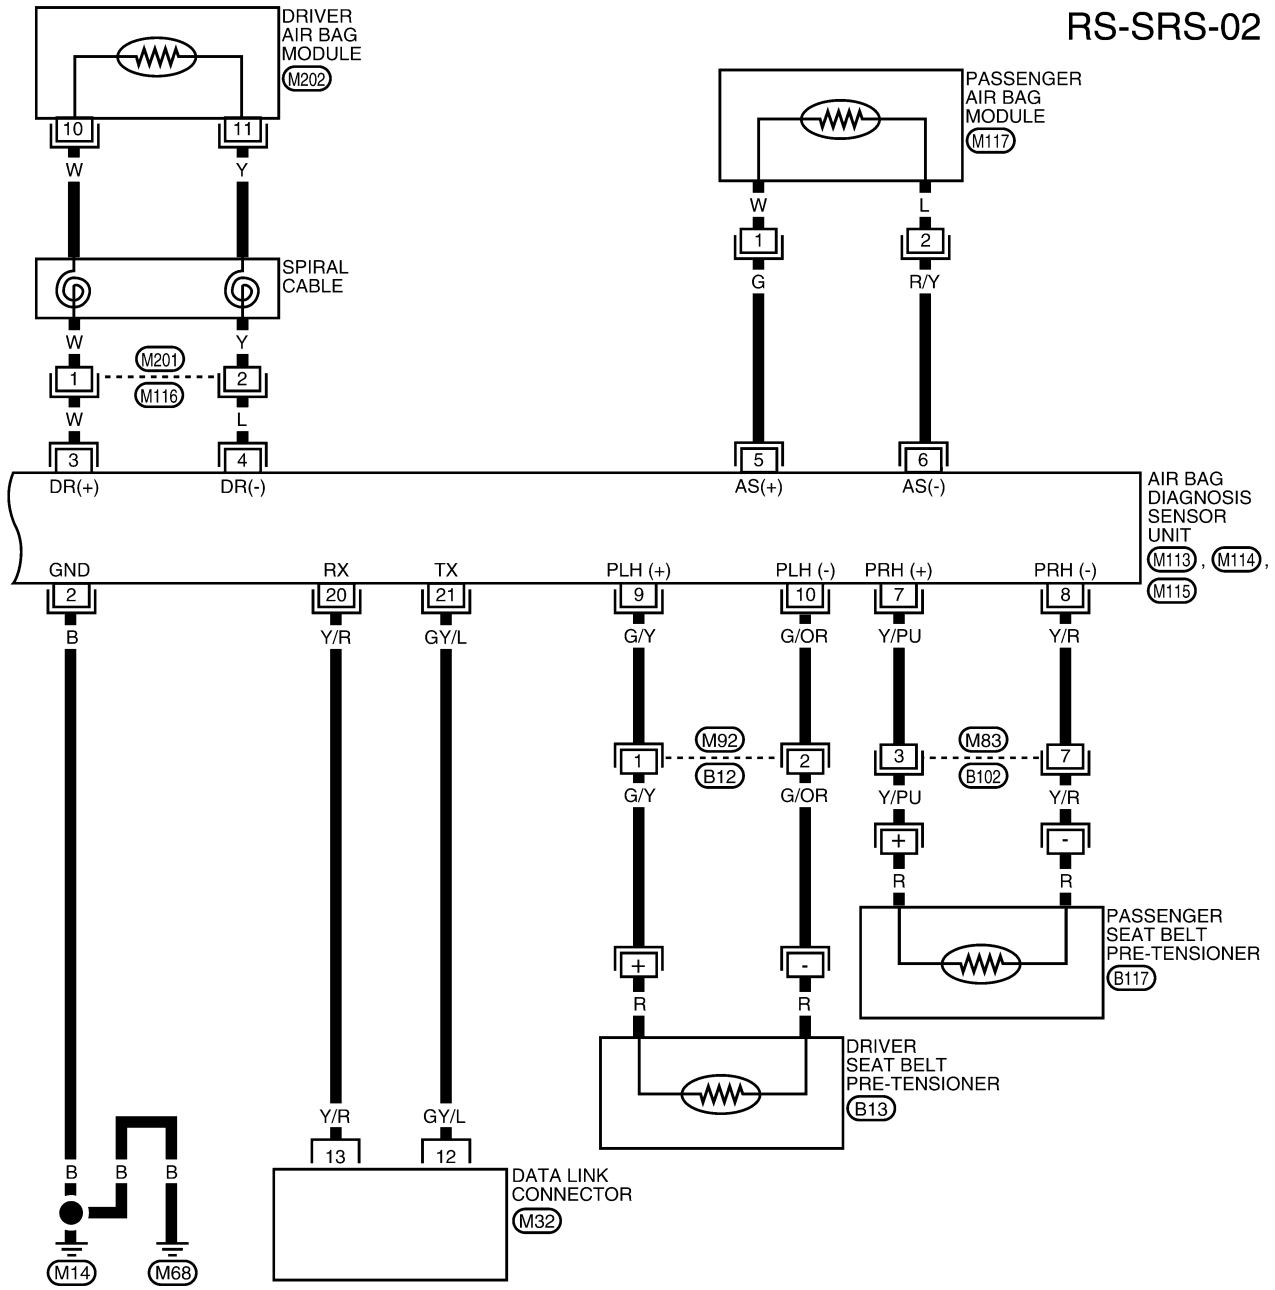 RS-SRS-02
DRIVER
AIR BAG
MODULE
M202
10 11
W Y
PASSENGER
AIR BAG
MODULE
M117
W L
1 2
G R/Y
SPIRAL
CABLE
W Y
M201
1 2
M116
W L
3 4 5 6
DR(+) DR(-) AS(+) AS(-)
AIR BAG
DIAGNOSIS
SENSOR
UNIT
M113 , M114 ,
M115
GND RX TX PLH (+) PLH (-) PRH (+) PRH (-)
2 20 21 9 10 7 8
B Y/R GY/L G/Y G/OR Y/PU Y/R
M92 M83
1 2 3 7
B12 B102
G/Y G/OR Y/PU Y/R
+ -
R R
PASSENGER
SEAT BELT
PRE-TENSIONER
B117
+ -
R R
DRIVER
SEAT BELT
PRE-TENSIONER
B13
Y/R GY/L
13 12
B B B
DATA LINK
CONNECTOR
M32
M14 M68